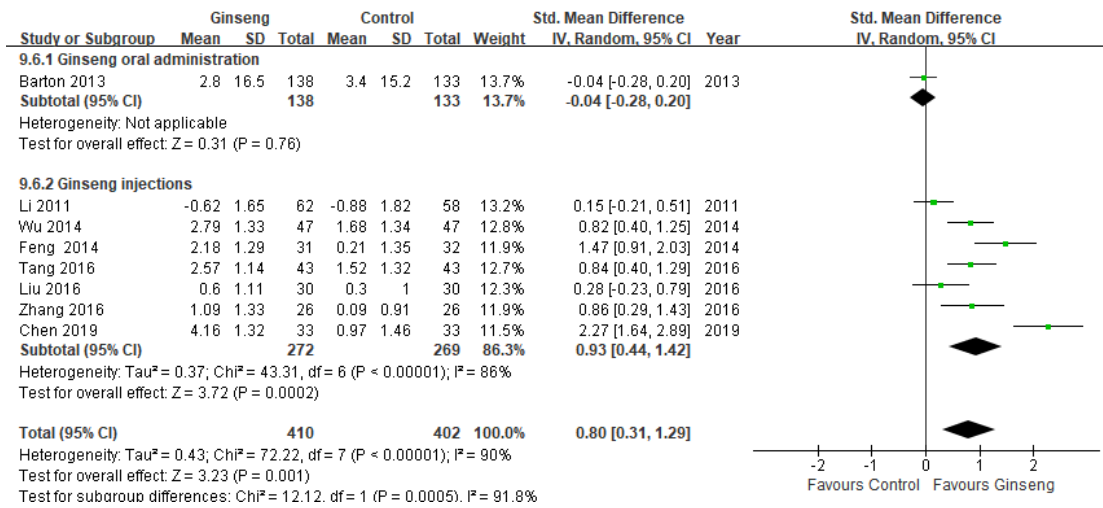 Ginseng Control Std. Mean Difference Std. Mean Difference
Study or Subgroup Mean SD Total Mean SD Total Weight IV, Random, 95% CI Year IV, Random, 95% CI
9.6.1 Ginseng oral administration
Barton 2013 2.8 16.5 138 3.4 15.2 133 13.7% -0.04 [-0.28, 0.20] 2013
Subtotal (95% CI) 138 133 13.7% -0.04 [-0.28, 0.20]
Heterogeneity: Not applicable
Test for overall effect: Z = 0.31 (P = 0.76)
9.6.2 Ginseng injections
Li 2011 -0.62 1.65 62 -0.88 1.82 58 13.2% 0.15 [-0.21, 0.51] 2011
Wu 2014 2.79 1.33 47 1.68 1.34 47 12.8% 0.82 [0.40, 1.25] 2014
Feng 2014 2.18 1.29 31 0.21 1.35 32 11.9% 1.47 [0.91, 2.03] 2014
Tang 2016 2.57 1.14 43 1.52 1.32 43 12.7% 0.84 [0.40, 1.29] 2016
Liu 2016 0.6 1.11 30 0.3 1 30 12.3% 0.28 [-0.23, 0.79] 2016
Zhang 2016 1.09 1.33 26 0.09 0.91 26 11.9% 0.86 [0.29, 1.43] 2016
Chen 2019 4.16 1.32 33 0.97 1.46 33 11.5% 2.27 [1.64, 2.89] 2019
Subtotal (95% CI) 272 269 86.3% 0.93 [0.44, 1.42]
Heterogeneity: Tau² = 0.37; Chi² = 43.31, df = 6 (P < 0.00001); I² = 86%
Test for overall effect: Z = 3.72 (P = 0.0002)
Total (95% CI) 410 402 100.0% 0.80 [0.31, 1.29]
Heterogeneity: Tau² = 0.43; Chi² = 72.22, df = 7 (P < 0.00001); I² = 90%
Test for overall effect: Z = 3.23 (P = 0.001)
Test for subgroup differences: Chi² = 12.12, df = 1 (P = 0.0005), I² = 91.8%
-2 -1 0 1 2
Favours Control Favours Ginseng